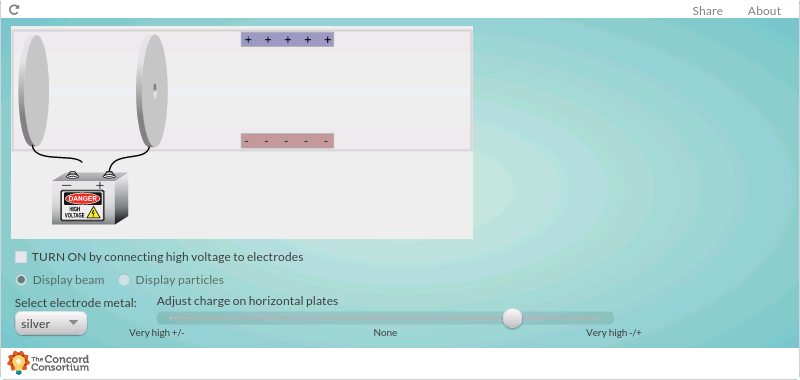 Share About
+ + + + +
- - - - -
— +
DANGER
HIGH
VOLTAGE
TURN ON by connecting high voltage to electrodes
Display beam Display particles
Select electrode metal: Adjust charge on horizontal plates
silver
Very high +/- None Very high -/+
The Concord
Consortium